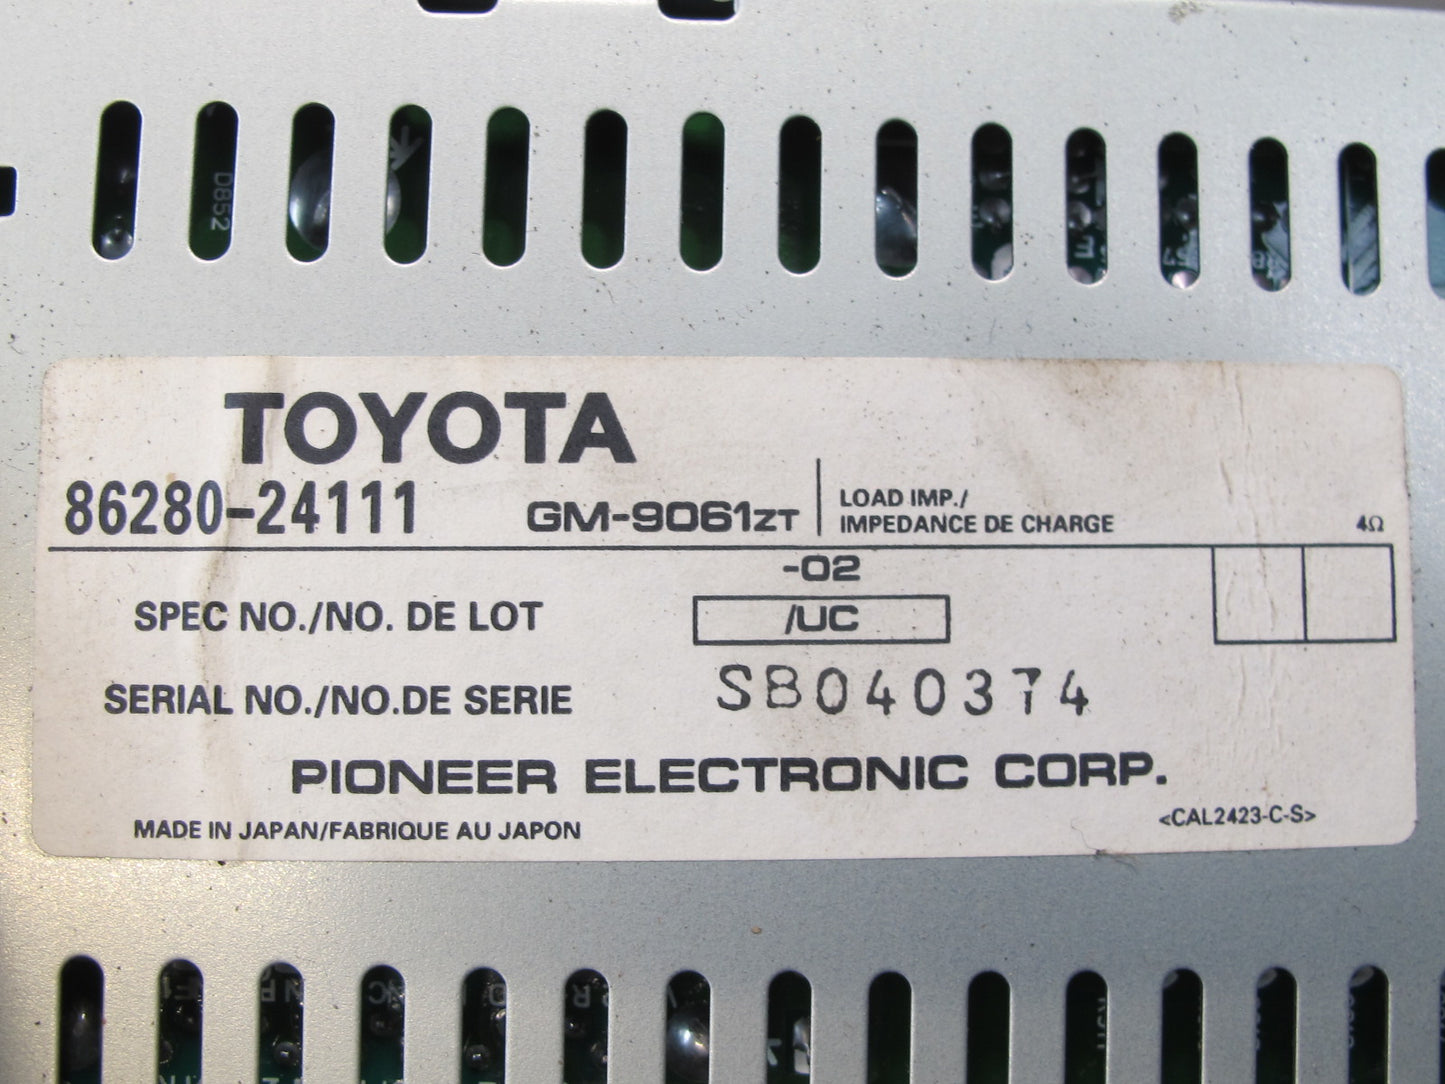 D852
TOYOTA
86280-24111
GM-9061ZT
LOAD IMP./
IMPEDANCE DE CHARGE
4Ω
-02
SPEC NO./NO. DE LOT
/UC
SERIAL NO./NO.DE SERIE
SB040374
PIONEER ELECTRONIC CORP.
MADE IN JAPAN/FABRIQUE AU JAPON
<CAL2423-C-S>